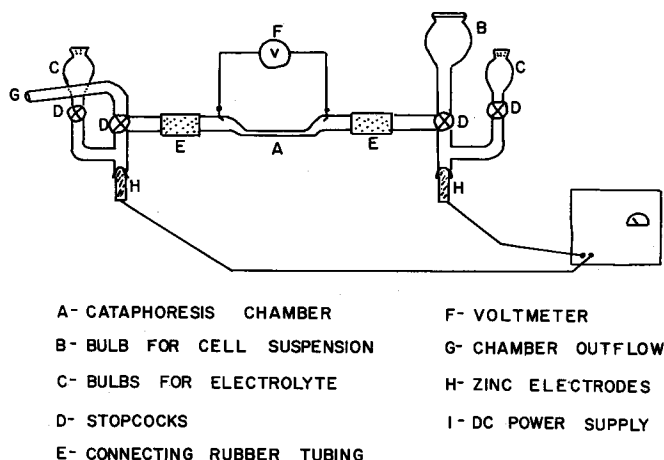 F
B
V
C
C
G
D
D
D
D
E
A
E
H
H
A- CATAPHORESIS CHAMBER
B- BULB FOR CELL SUSPENSION
C- BULBS FOR ELECTROLYTE
D- STOPCOCKS
E- CONNECTING RUBBER TUBING
F- VOLTMETER
G- CHAMBER OUTFLOW
H- ZINC ELECTRODES
I- DC POWER SUPPLY